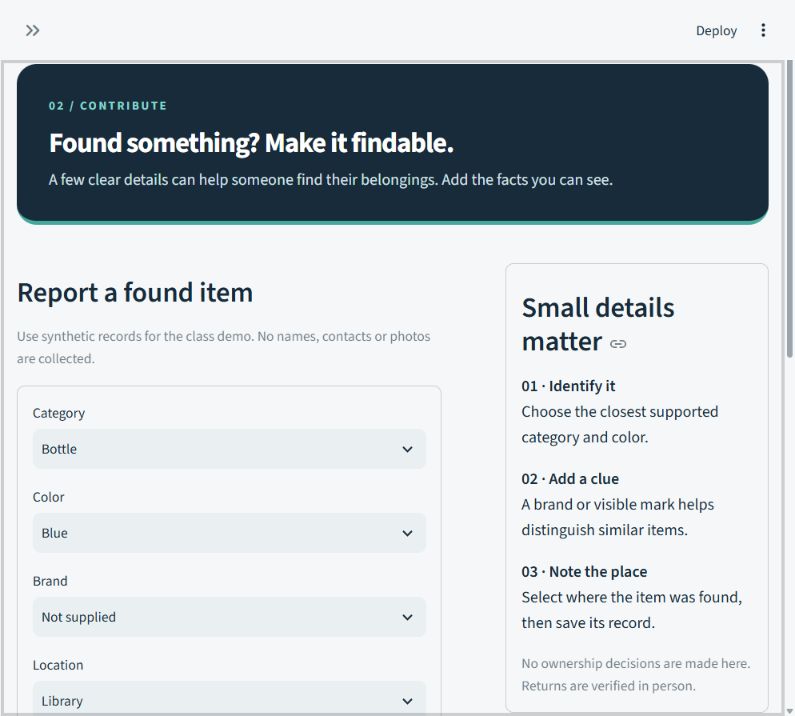 Deploy
02 / CONTRIBUTE
Found something? Make it findable.
A few clear details can help someone find their belongings. Add the facts you can see.
Report a found item
Use synthetic records for the class demo. No names, contacts or photos
are collected.
Category
Bottle
Color
Blue
Brand
Not supplied
Location
Library
Small details
matter
01 · Identify it
Choose the closest supported
category and color.
02 · Add a clue
A brand or visible mark helps
distinguish similar items.
03 · Note the place
Select where the item was found,
then save its record.
No ownership decisions are made here.
Returns are verified in person.